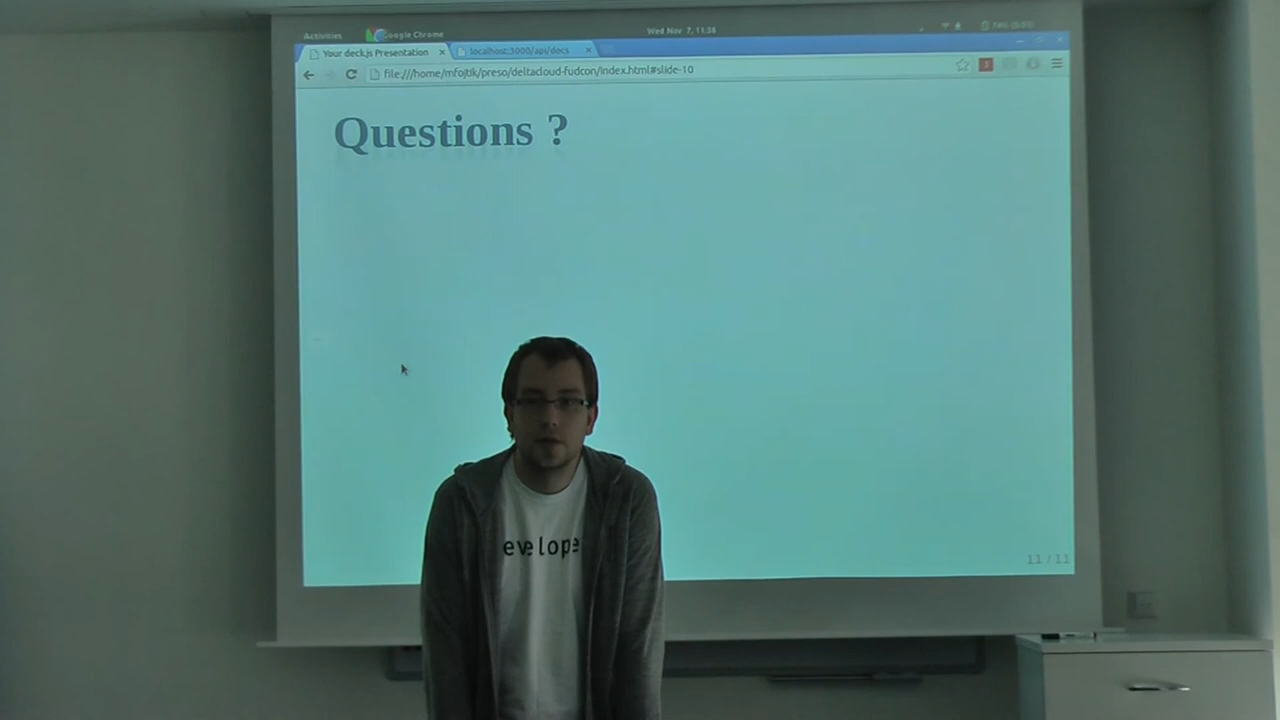 Activities Google Chrome Wed Nov 7, 11:38
Your deck.js Presentation × localhost:3000/api/docs ×
file:///home/mfojtik/preso/deltacloud-fudcon/index.html#slide-10
Questions ?
evelope
11 / 11